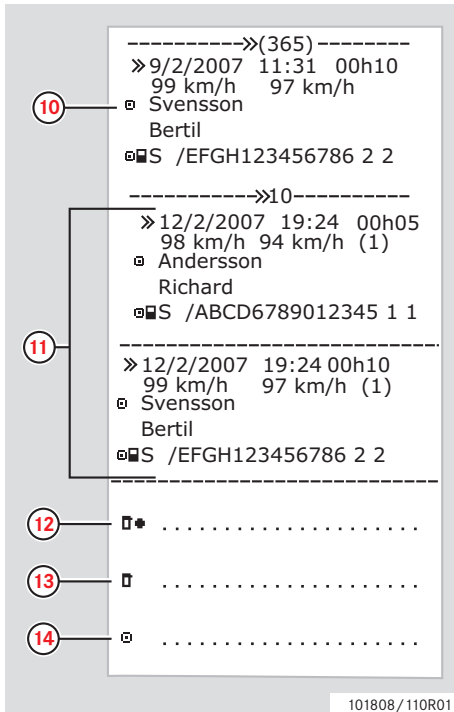 ----------»(365)---------
»9/2/2007 11:31 00h10
99 km/h 97 km/h
10 Svensson
Bertil
S /EFGH123456786 2 2
-------------»10------------
»12/2/2007 19:24 00h05
98 km/h 94 km/h (1)
Andersson
Richard
S /ABCD6789012345 1 1
11
---------------------------------
»12/2/2007 19:24 00h10
99 km/h 97 km/h (1)
Svensson
Bertil
S /EFGH123456786 2 2
---------------------------------
12 .....................
13 .....................
14 .....................
101808/110R01